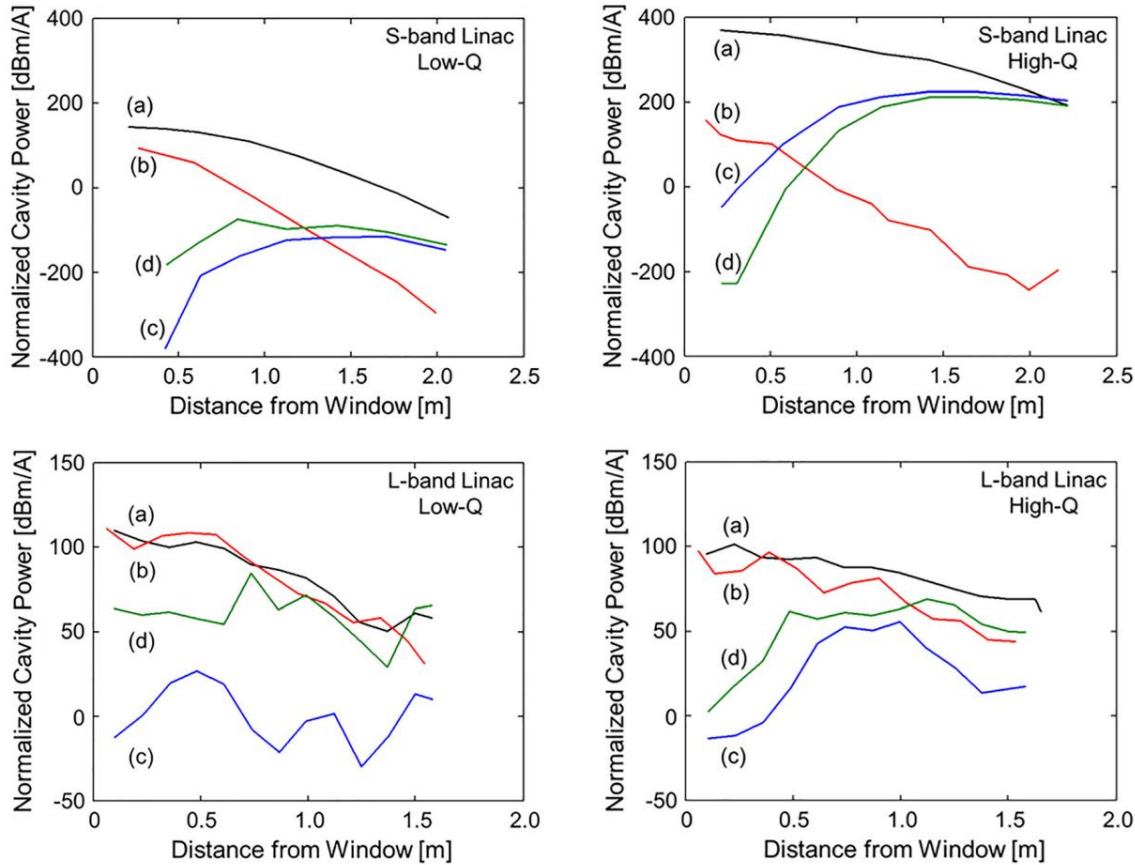 Normalized Cavity Power [dBm/A]
400
200
0
-200
-400
S-band Linac
Low-Q
(a)
(b)
(d)
(c)
0
0.5
1.0
1.5
2.0
2.5
Distance from Window [m]
Normalized Cavity Power [dBm/A]
400
200
0
-200
-400
S-band Linac
High-Q
(a)
(b)
(c)
(d)
0
0.5
1.0
1.5
2.0
2.5
Distance from Window [m]
Normalized Cavity Power [dBm/A]
150
100
50
0
-50
L-band Linac
Low-Q
(a)
(b)
(d)
(c)
0
0.5
1.0
1.5
2.0
Distance from Window [m]
Normalized Cavity Power [dBm/A]
150
100
50
0
-50
L-band Linac
High-Q
(a)
(b)
(d)
(c)
0
0.5
1.0
1.5
2.0
Distance from Window [m]